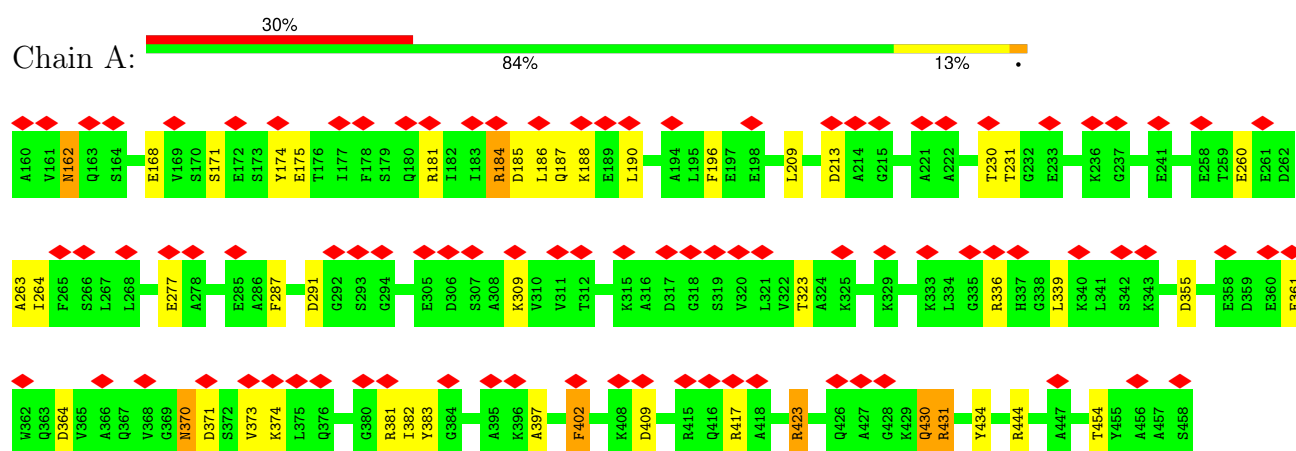 30%
Chain A:
84% 13% •
A160 V161 N162 Q163 S164 E168 V169 S170 S171 E172 S173 Y174 E175 T176 I177 F178 S179 Q180 R181 I182 I183 R184 D185 L186 Q187 K188 E189 L190 A194 L195 F196 E197 E198 L209 D213 A214 G215 A221 A222 T230 T231 G232 E233 K236 G237 E241 E258 T259 E260 E261 D262
A263 I264 F265 S266 L267 L268 E277 A278 E285 A286 F287 D291 G292 S293 G294 E305 D306 S307 A308 K309 V310 V311 T312 K315 A316 D317 G318 S319 V320 L321 V322 T323 A324 K325 K329 K333 L334 G335 R336 H337 G338 L339 K340 L341 S342 K343 D355 E358 D359 E360 E361
W362 Q363 D364 V365 A366 Q367 V368 G369 N370 D371 S372 V373 K374 L375 Q376 G380 R381 I382 Y383 G384 A395 K396 A397 F402 K408 D409 R415 Q416 R417 A418 R423 Q426 A427 G428 K429 Q430 R431 Y434 R444 A447 T454 Y455 A456 A457 S458